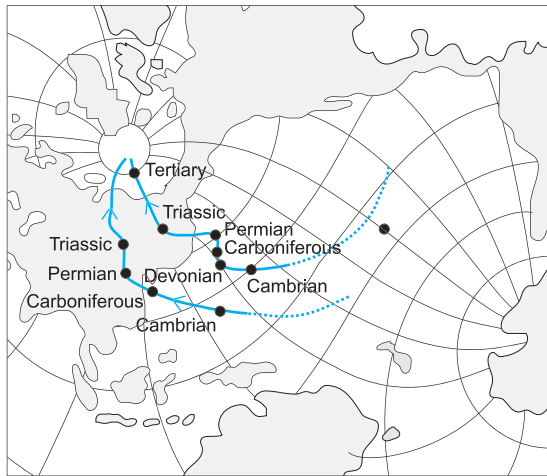 Tertiary
Triassic
Permian
Triassic
Carboniferous
Permian
Devonian
Cambrian
Carboniferous
Cambrian